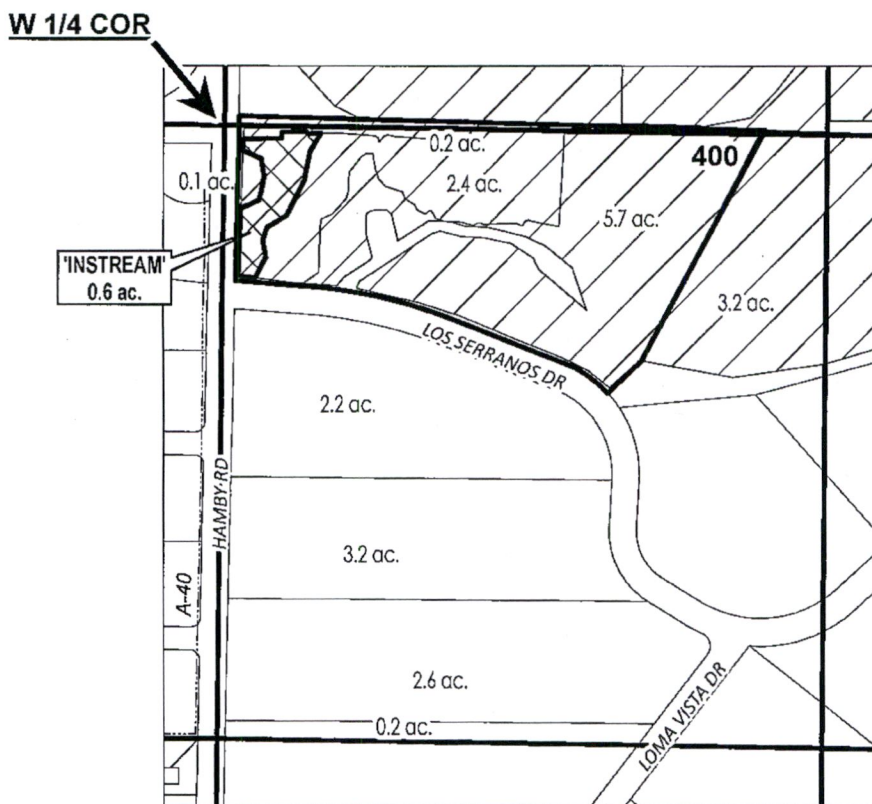 W 1/4 COR
0.2 ac.
400
0.1 ac.
2.4 ac.
5.7 ac.
'INSTREAM'
0.6 ac.
3.2 ac.
LOS SERRANOS DR
2.2 ac.
HAMBY RD
3.2 ac.
A-40
2.6 ac.
0.2 ac.
LOMA VISTA DR